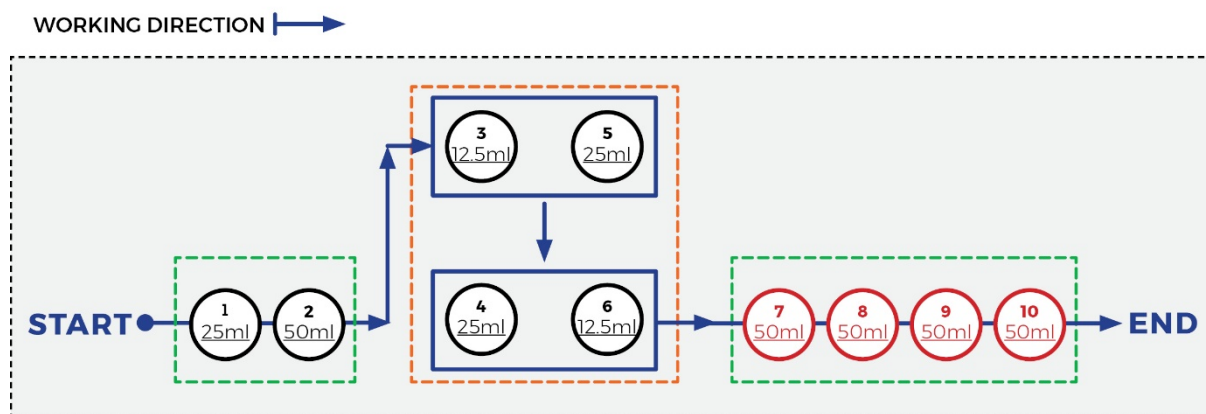 WORKING DIRECTION
3
12.5ml
5
25ml
START
1
25ml
2
50ml
4
25ml
6
12.5ml
7
50ml
8
50ml
9
50ml
10
50ml
END